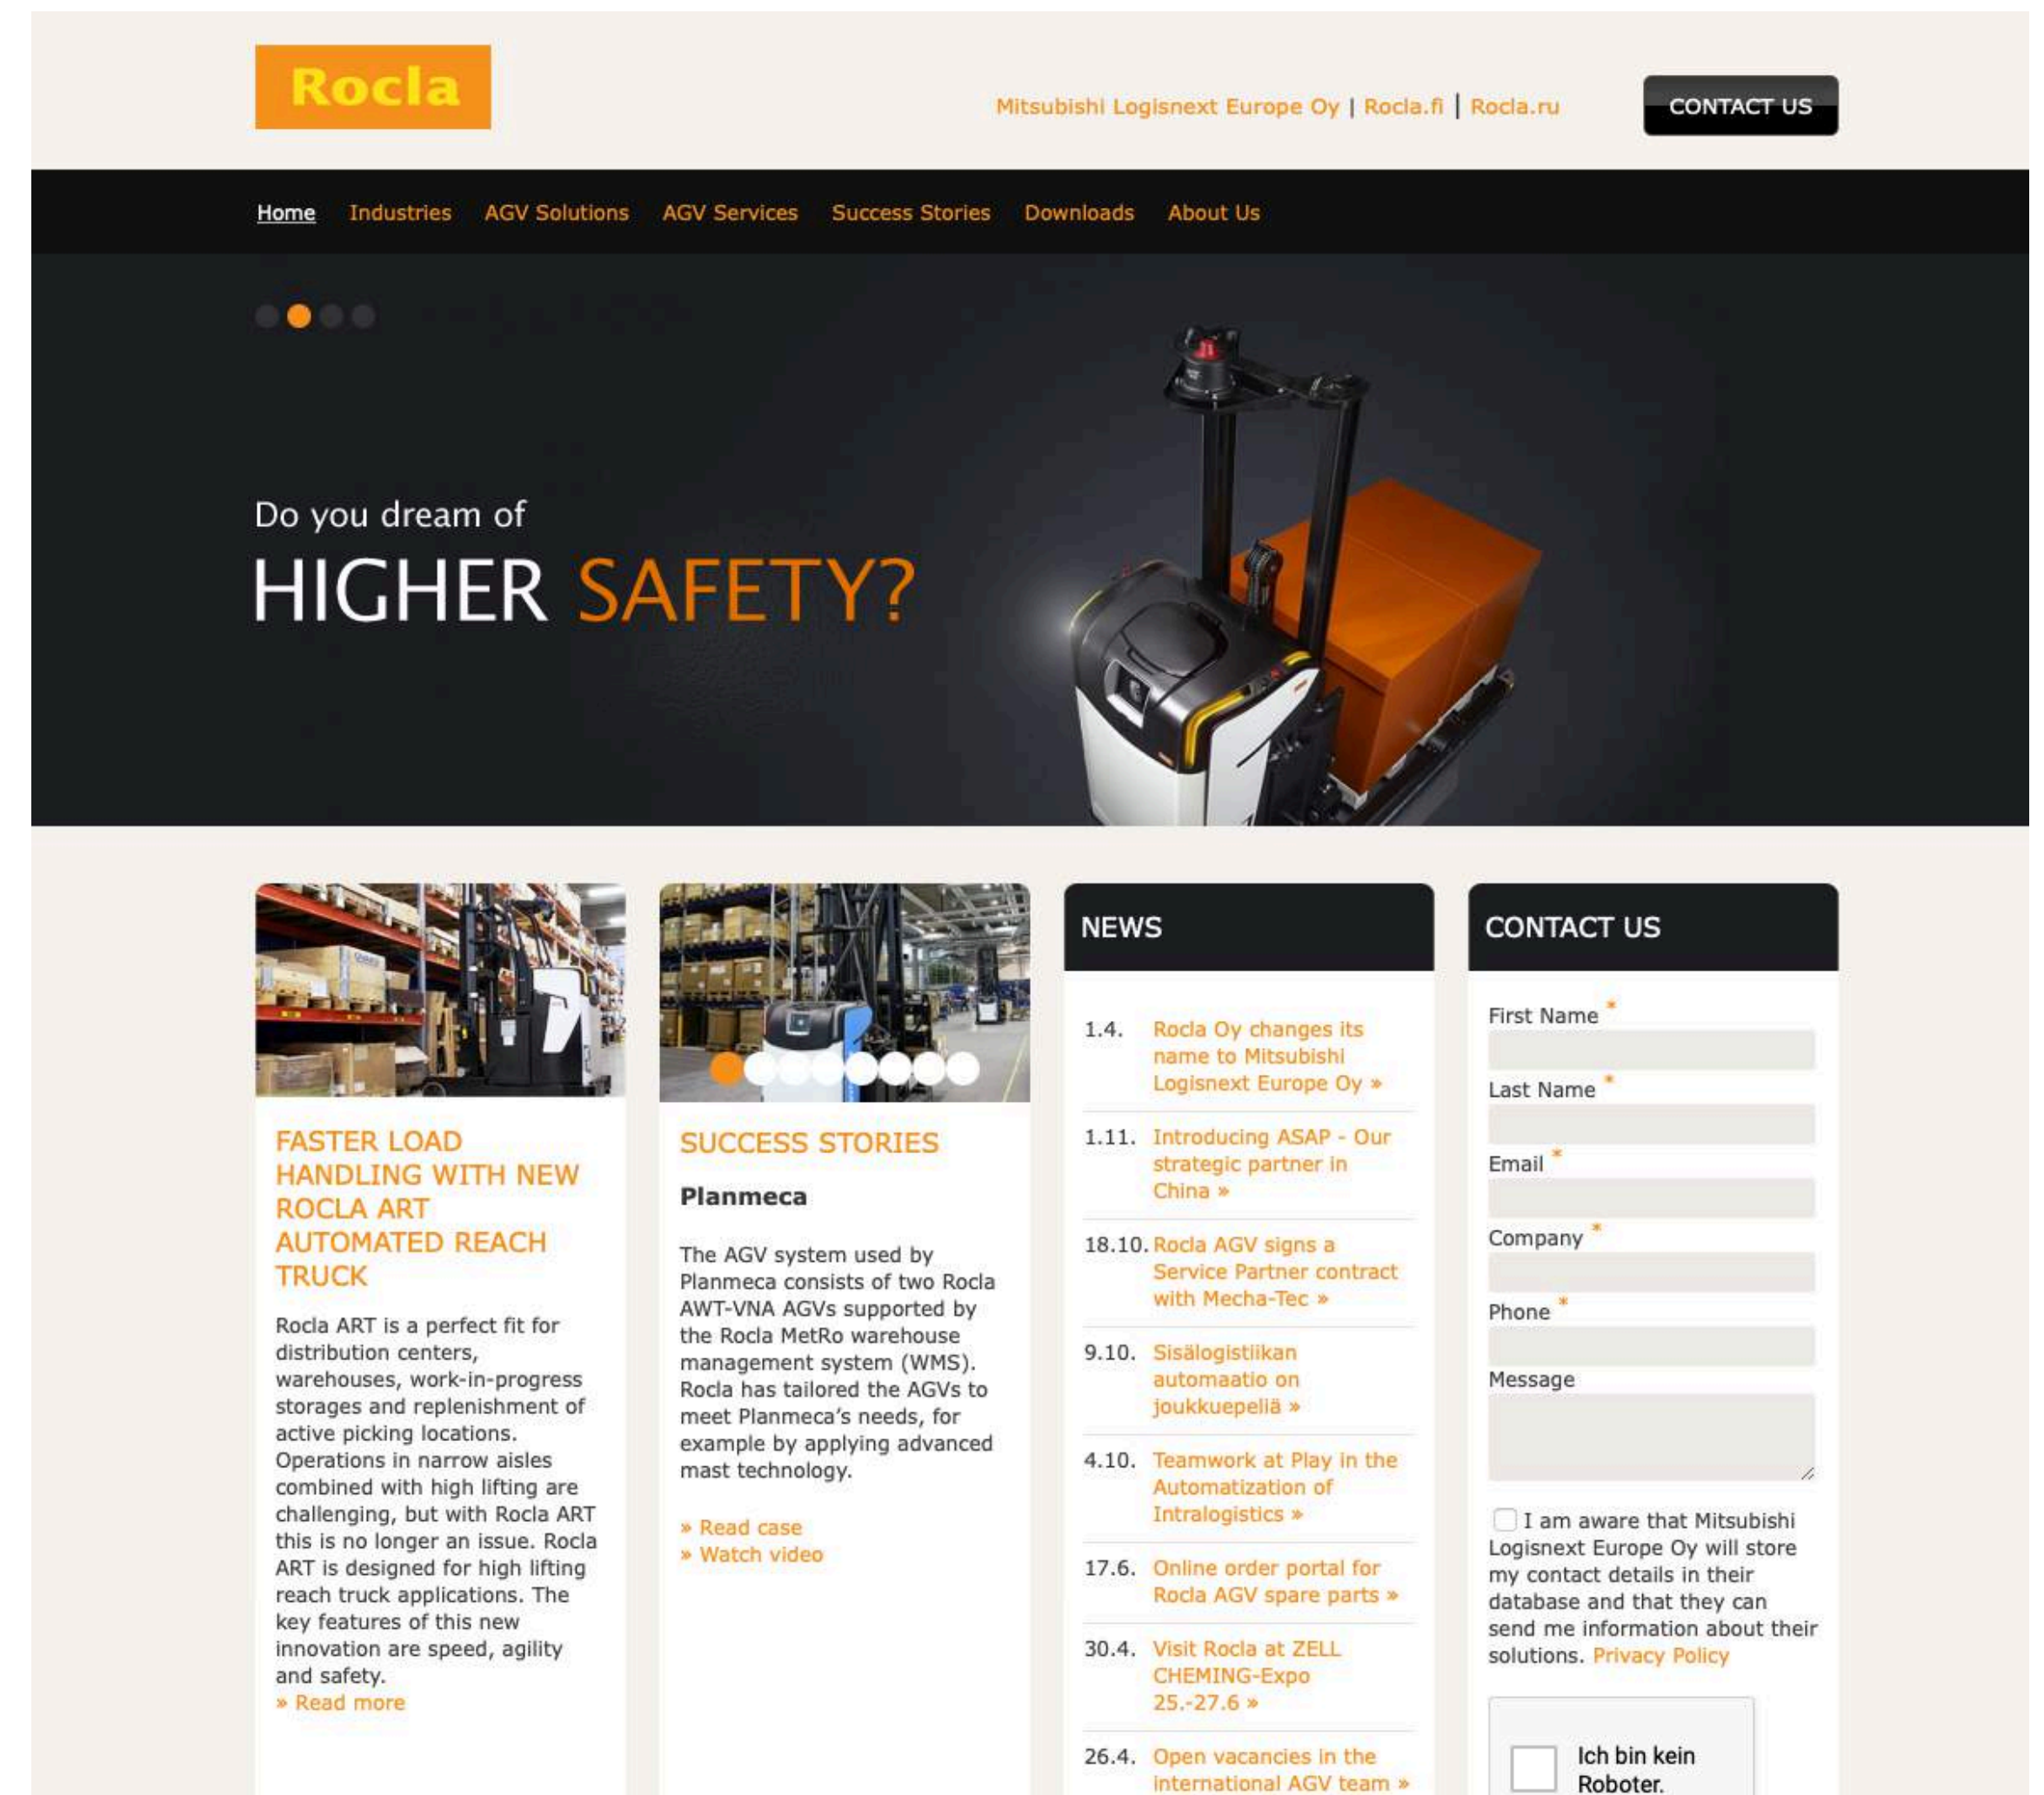 Rocla
Mitsubishi Logisnext Europe Oy | Rocla.fi | Rocla.ru
CONTACT US
Home Industries AGV Solutions AGV Services Success Stories Downloads About Us
Do you dream of
HIGHER SAFETY?
FASTER LOAD
HANDLING WITH NEW
ROCLA ART
AUTOMATED REACH
TRUCK
Rocla ART is a perfect fit for
distribution centers,
warehouses, work-in-progress
storages and replenishment of
active picking locations.
Operations in narrow aisles
combined with high lifting are
challenging, but with Rocla ART
this is no longer an issue. Rocla
ART is designed for high lifting
reach truck applications. The
key features of this new
innovation are speed, agility
and safety.
» Read more
SUCCESS STORIES
Planmeca
The AGV system used by
Planmeca consists of two Rocla
AWT-VNA AGVs supported by
the Rocla MetRo warehouse
management system (WMS).
Rocla has tailored the AGVs to
meet Planmeca’s needs, for
example by applying advanced
mast technology.
» Read case
» Watch video
NEWS
1.4. Rocla Oy changes its
name to Mitsubishi
Logisnext Europe Oy »
1.11. Introducing ASAP - Our
strategic partner in
China »
18.10. Rocla AGV signs a
Service Partner contract
with Mecha-Tec »
9.10. Sisälogistiikan
automaatio on
joukkuepeliä »
4.10. Teamwork at Play in the
Automatization of
Intralogistics »
17.6. Online order portal for
Rocla AGV spare parts »
30.4. Visit Rocla at ZELL
CHEMING-Expo
25.-27.6 »
26.4. Open vacancies in the
international AGV team »
CONTACT US
First Name *
Last Name *
Email *
Company *
Phone *
Message
I am aware that Mitsubishi
Logisnext Europe Oy will store
my contact details in their
database and that they can
send me information about their
solutions. Privacy Policy
Ich bin kein
Roboter.